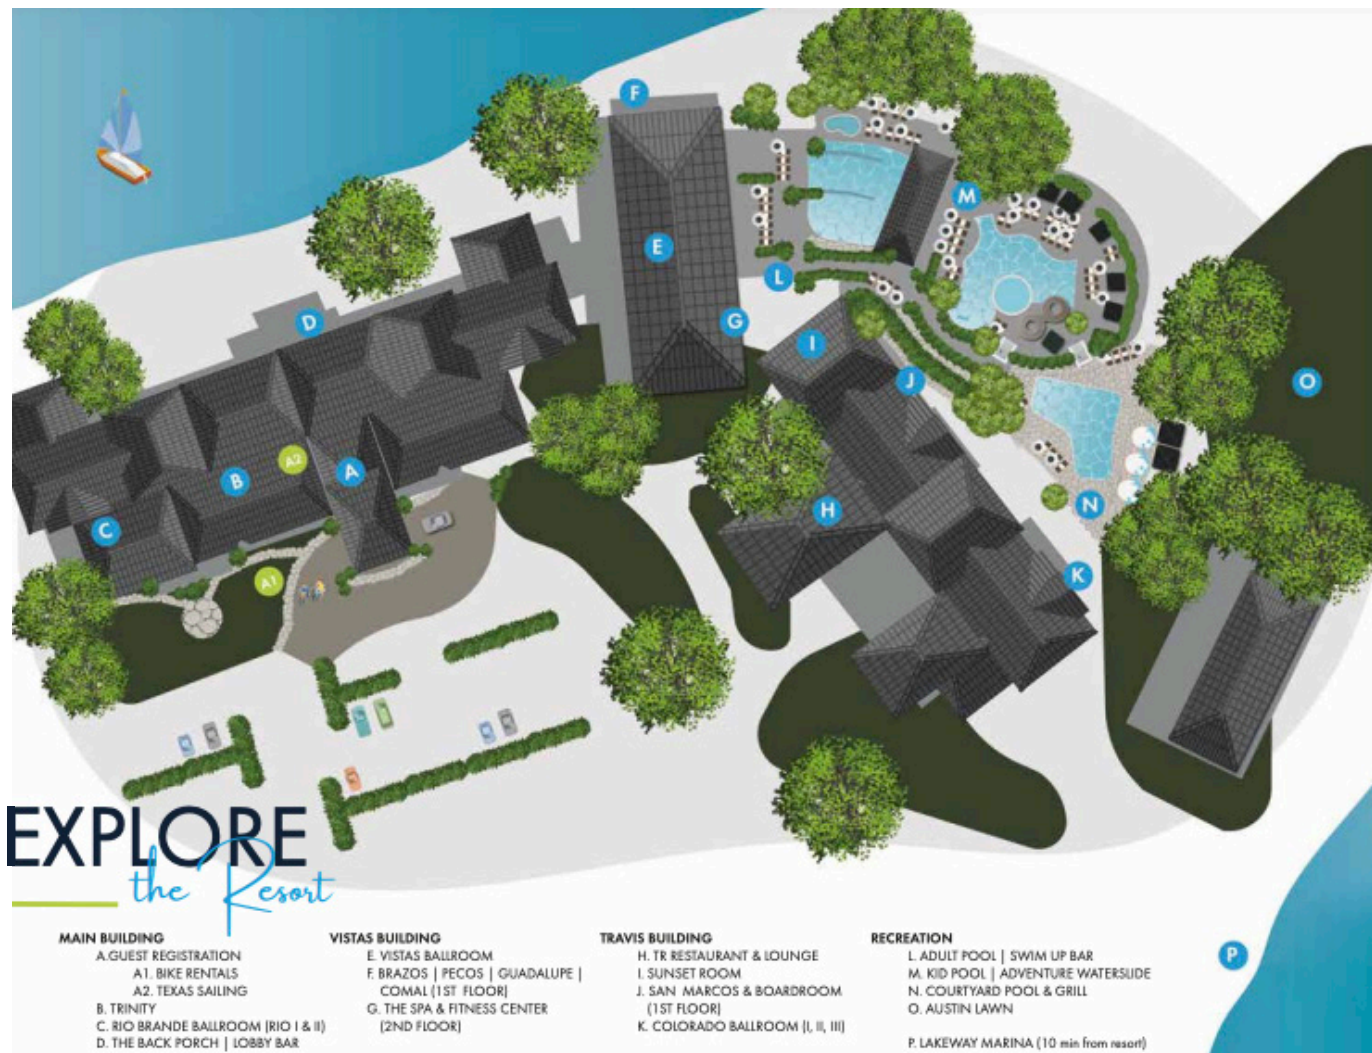 F
E
M
L
D
G
I
J
O
A2
A
B
H
N
C
A1
K
EXPLORE
the Resort
P
MAIN BUILDING
A.GUEST REGISTRATION
A1. BIKE RENTALS
A2. TEXAS SAILING
B. TRINITY
C. RIO BRANDE BALLROOM (RIO I & II)
D. THE BACK PORCH | LOBBY BAR
VISTAS BUILDING
E. VISTAS BALLROOM
F. BRAZOS | PECOS | GUADALUPE |
COMAL (1ST FLOOR)
G. THE SPA & FITNESS CENTER
(2ND FLOOR)
TRAVIS BUILDING
H. TR RESTAURANT & LOUNGE
I. SUNSET ROOM
J. SAN MARCOS & BOARDROOM
(1ST FLOOR)
K. COLORADO BALLROOM (I, II, III)
RECREATION
L. ADULT POOL | SWIM UP BAR
M. KID POOL | ADVENTURE WATERSLIDE
N. COURTYARD POOL & GRILL
O. AUSTIN LAWN
P. LAKEWAY MARINA (10 min from resort)